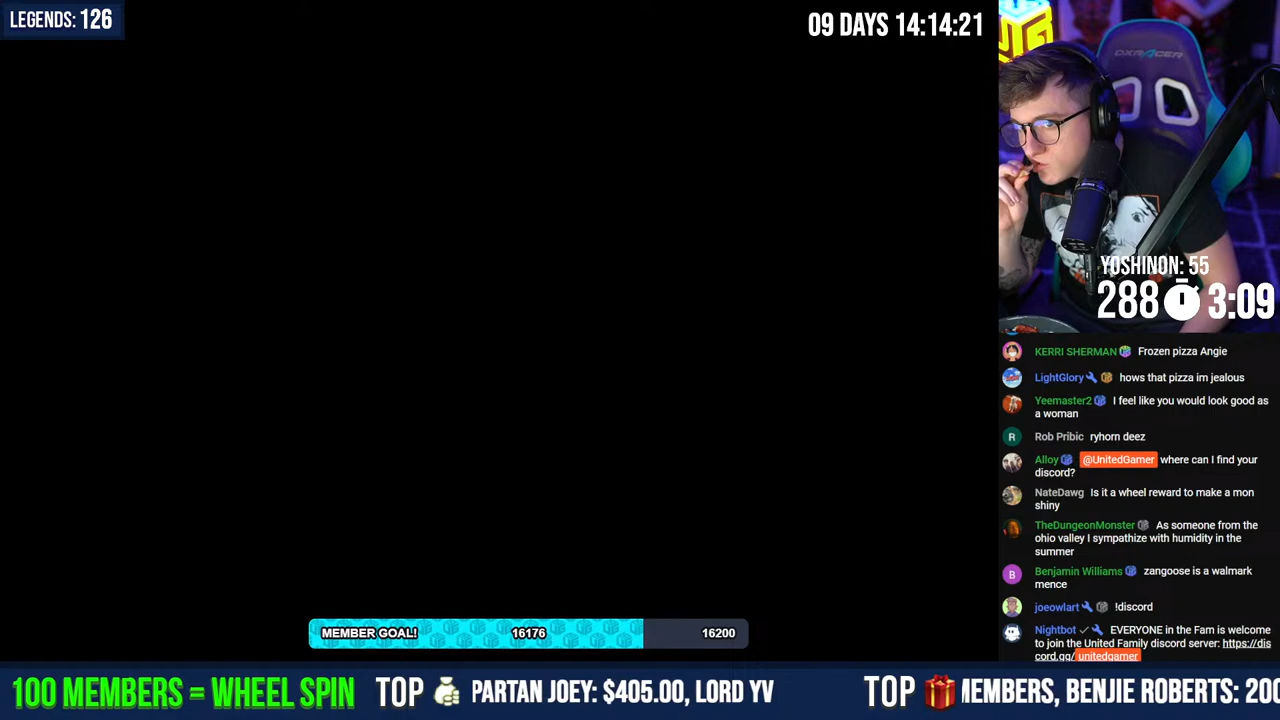 LEGENDS: 126
09 DAYS 14:14:21
DXRACER
YOSHINON: 55
288 3:09
KERRI SHERMAN Frozen pizza Angie
LightGlory hows that pizza im jealous
Yeemaster2 I feel like you would look good as
a woman
Rob Pribic ryhorn deez
Alloy @UnitedGamer where can I find your
discord?
NateDawg Is it a wheel reward to make a mon
shiny
TheDungeonMonster As someone from the
ohio valley I sympathize with humidity in the
summer
Benjamin Williams zangoose is a walmark
mence
joeowlart !discord
Nightbot EVERYONE in the Fam is welcome
to join the United Family discord server: https://dis
cord.gg/unitedgamer
MEMBER GOAL! 16176 16200
100 MEMBERS = WHEEL SPIN TOP PARTAN JOEY: $405.00, LORD YV TOP MEMBERS, BENJIE ROBERTS: 200